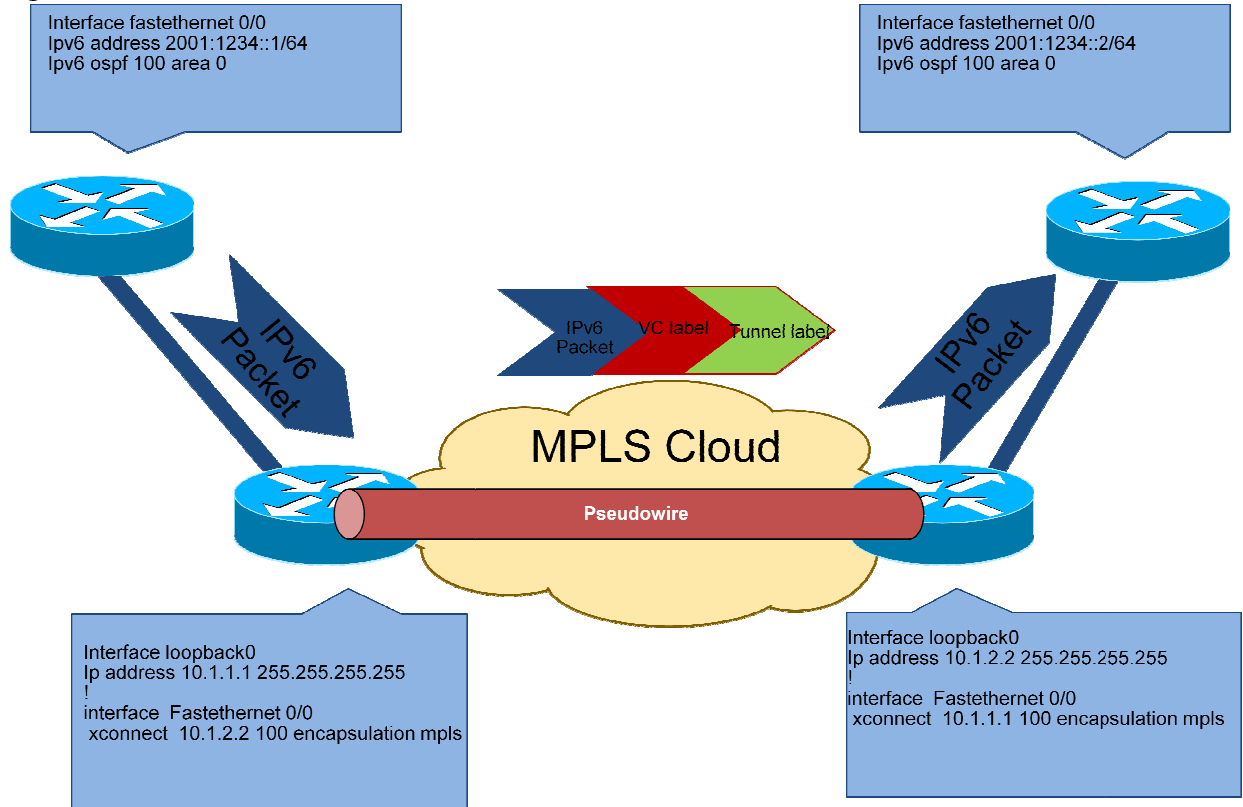 Interface fastethernet 0/0
Ipv6 address 2001:1234::1/64
Ipv6 ospf 100 area 0
Interface fastethernet 0/0
Ipv6 address 2001:1234::2/64
Ipv6 ospf 100 area 0
IPv6
Packet
IPv6
Packet
VC label
Tunnel label
IPv6
Packet
MPLS Cloud
Pseudowire
Interface loopback0
Ip address 10.1.1.1 255.255.255.255
!
interface Fastethernet 0/0
xconnect 10.1.2.2 100 encapsulation mpls
Interface loopback0
Ip address 10.1.2.2 255.255.255.255
!
interface Fastethernet 0/0
xconnect 10.1.1.1 100 encapsulation mpls